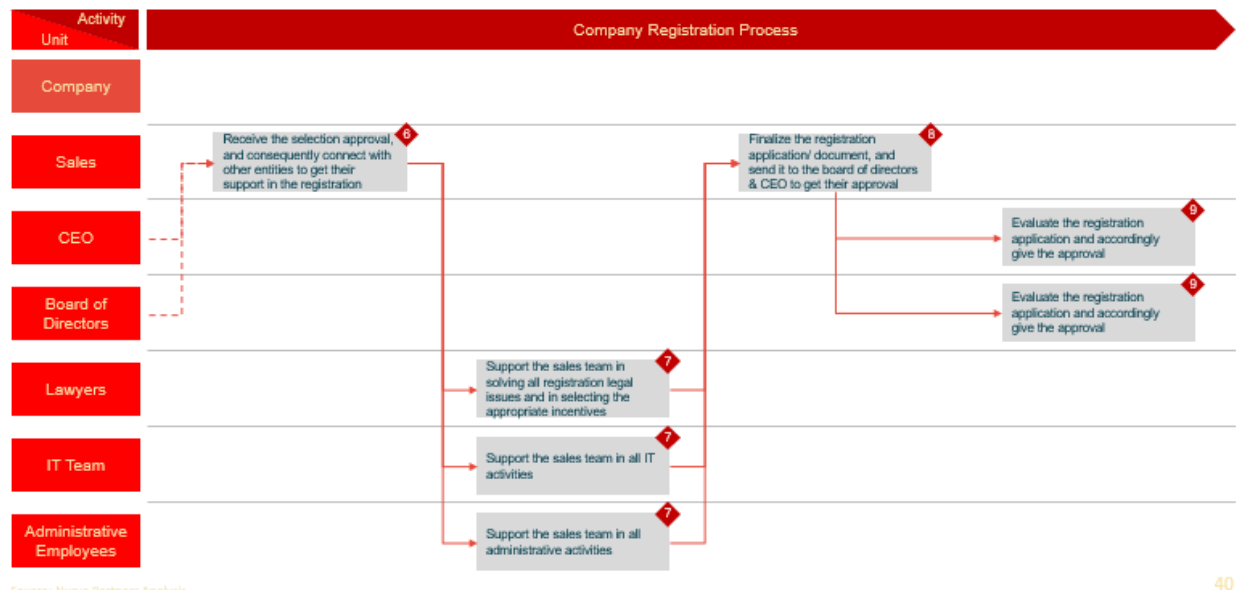 Activity
Unit
Company Registration Process
Company
Sales
Receive the selection approval,
and consequently connect with
other entities to get their
support in the registration
6
Finalize the registration
application/ document, and
send it to the board of directors
& CEO to get their approval
8
CEO
Evaluate the registration
application and accordingly
give the approval
9
Board of
Directors
Evaluate the registration
application and accordingly
give the approval
9
Lawyers
Support the sales team in
solving all registration legal
issues and in selecting the
appropriate incentives
7
IT Team
Support the sales team in all IT
activities
7
Administrative
Employees
Support the sales team in all
administrative activities
7
40